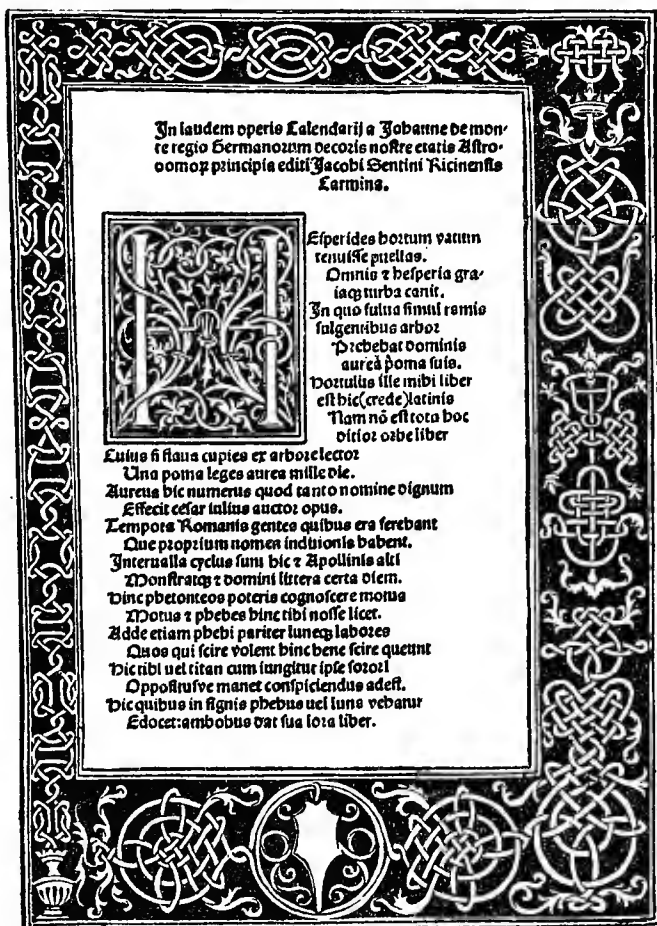 In laudem operis Calendarij a Johanne de mon-
te regio Germanorum decoris nostre etatis Astro-
nomoꝝ principis editi Jacobi Sentini Ricinensis
Carmina.
HEsperides hortum vatum
tenuisse puellas.
Omnis ⁊ hesperia gra-
iaqꝫ turba canit.
In quo fulua simul ramis
fulgentibus arbor
Prebebat dominis
aurea poma suis.
Hortulus ille mihi liber
est hic(crede)latinis
Nam nõ est toto hoc
ditior orbe liber
Cuius si flaua cupies ex arbore lector
Una poma leges aurea mille die.
Aureus hic numerus quod tanto nomine dignum
Effecit cesar iulius auctor opus.
Tempora Romanis gentes quibus era ferebant
Que proprium nomen inditionis habent.
Interualla cyclus sunt hic ⁊ Apollinis alti
Monstratqꝫ ⁊ domini littera certa diem.
Hinc phetonteos poteris cognoscere motus
Motus ⁊ phebes hinc tibi nosse licet.
Adde etiam phebi pariter luneqꝫ labores
Quos qui scire volent hinc bene scire queunt
Hic tibi uel titan cum iungitur ipse sorori
Oppositusve manet conspiciendus adest.
Hic quibus in signis phebus uel luna vehatur
Edocet:ambobus dat sua lora liber.